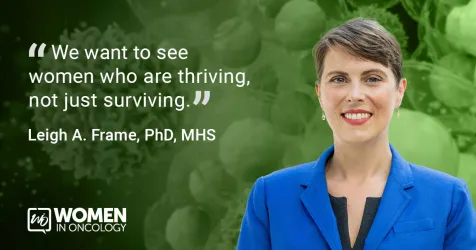 “We want to see
women who are thriving,
not just surviving.”
Leigh A. Frame, PhD, MHS
WOMEN
IN ONCOLOGY